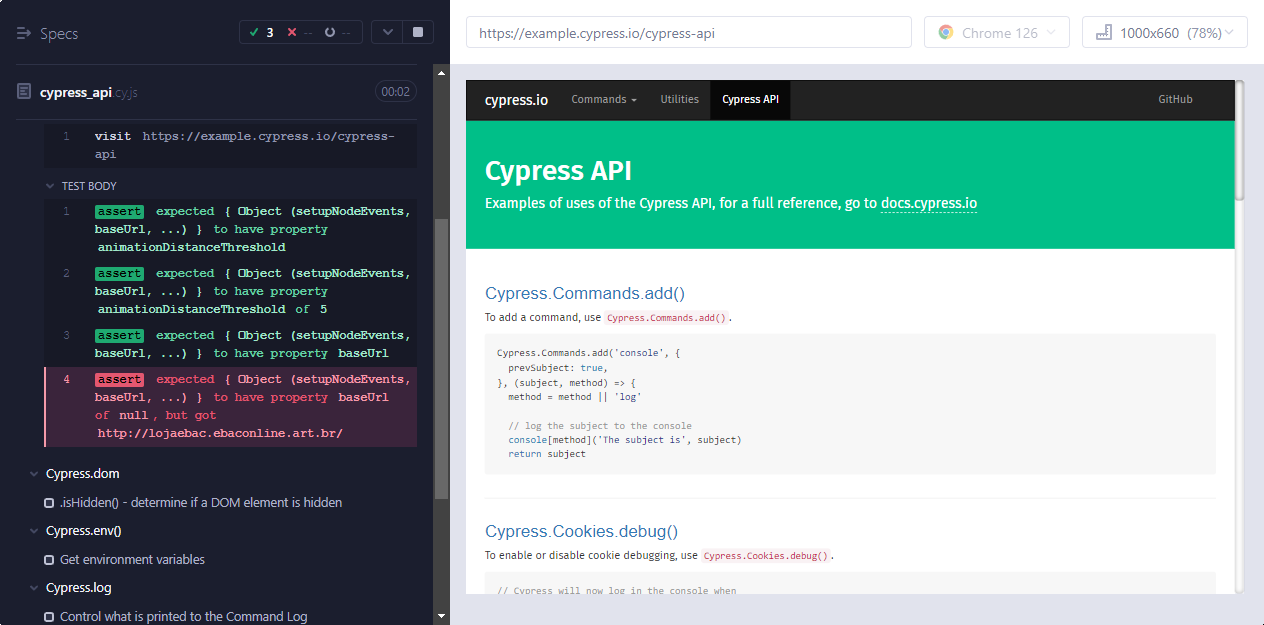 Specs
3 -- --
cypress_api.cy.js
00:02
1 visit https://example.cypress.io/cypress-
api
TEST BODY
1 assert expected { Object (setupNodeEvents,
baseUrl, ...) } to have property
animationDistanceThreshold
2 assert expected { Object (setupNodeEvents,
baseUrl, ...) } to have property
animationDistanceThreshold of 5
3 assert expected { Object (setupNodeEvents,
baseUrl, ...) } to have property baseUrl
4 assert expected { Object (setupNodeEvents,
baseUrl, ...) } to have property baseUrl
of null, but got
http://lojaebac.ebaconline.art.br/
Cypress.dom
.isHidden() - determine if a DOM element is hidden
Cypress.env()
Get environment variables
Cypress.log
Control what is printed to the Command Log
https://example.cypress.io/cypress-api
Chrome 126
1000x660 (78%)
cypress.io Commands Utilities Cypress API GitHub
Cypress API
Examples of uses of the Cypress API, for a full reference, go to docs.cypress.io
Cypress.Commands.add()
To add a command, use Cypress.Commands.add().
Cypress.Commands.add('console', {
prevSubject: true,
}, (subject, method) => {
method = method || 'log'
// log the subject to the console
console[method]('The subject is', subject)
return subject
Cypress.Cookies.debug()
To enable or disable cookie debugging, use Cypress.Cookies.debug().
// Cypress will now log in the console when